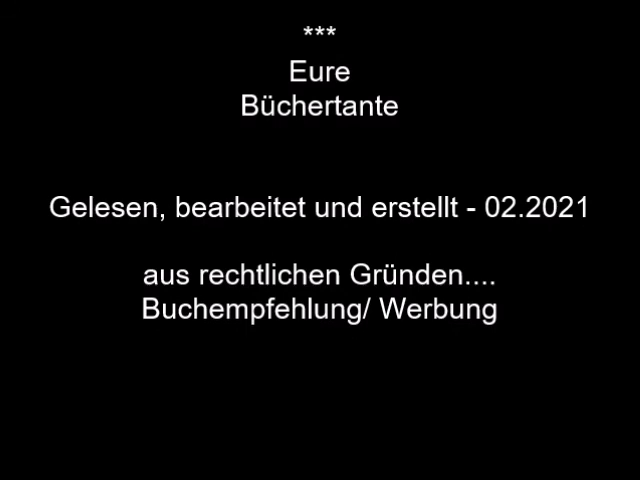 ***
Eure
Büchertante
Gelesen, bearbeitet und erstellt - 02.2021
aus rechtlichen Gründen....
Buchempfehlung/ Werbung